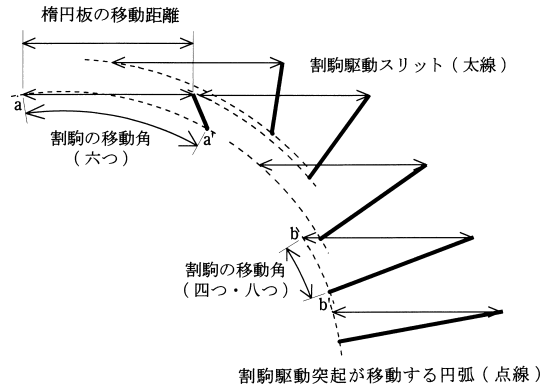 楕円板の移動距離
割駒駆動スリット（太線）
a
割駒の移動角
（六つ）
a'
b
割駒の移動角
（四つ・八つ）
b'
割駒駆動突起が移動する円弧（点線）